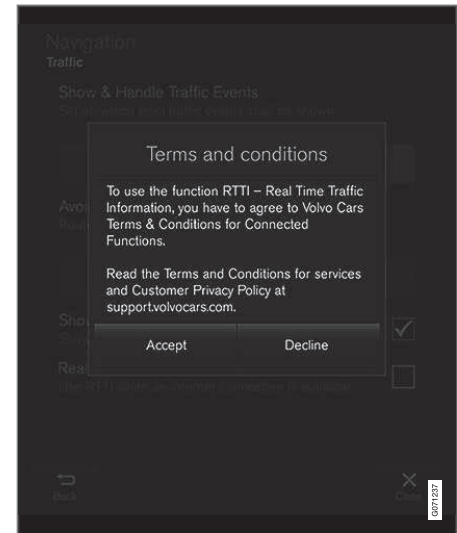 Navigation
Traffic
Show & Handle Traffic Events
Terms and conditions
To use the function RTTI – Real Time Traffic
Information, you have to agree to Volvo Cars
Terms & Conditions for Connected
Functions.
Read the Terms and Conditions for services
and Customer Privacy Policy at
support.volvocars.com.
Accept
Decline
Back
Close
G071237